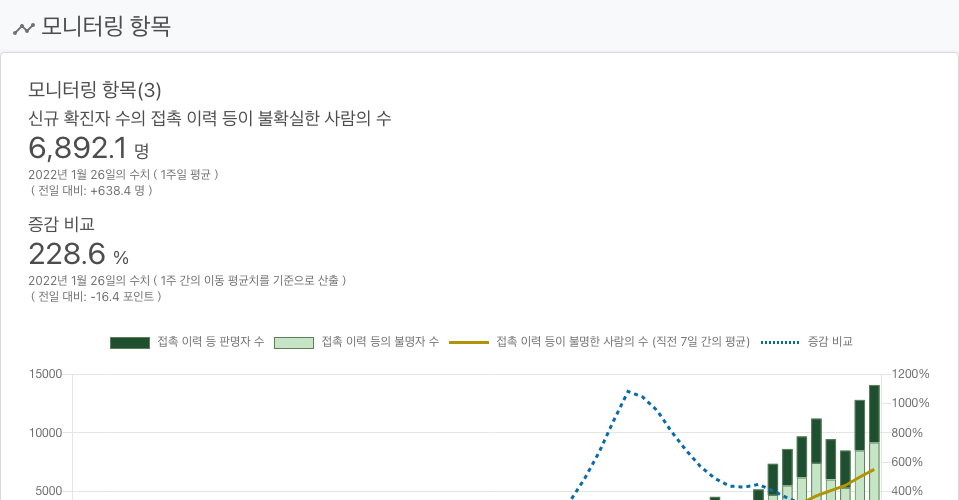 모니터링 항목
모니터링 항목(3)
신규 확진자 수의 접촉 이력 등이 불확실한 사람의 수
6,892.1 명
2022년 1월 26일의 수치 ( 1주일 평균 )
( 전일 대비: +638.4 명 )
증감 비교
228.6 %
2022년 1월 26일의 수치 ( 1주 간의 이동 평균치를 기준으로 산출 )
( 전일 대비: -16.4 포인트 )
접촉 이력 등 판명자 수 접촉 이력 등의 불명자 수 접촉 이력 등이 불명한 사람의 수 (직전 7일 간의 평균) 증감 비교
15000 1200%
1000%
10000 800%
600%
5000 400%